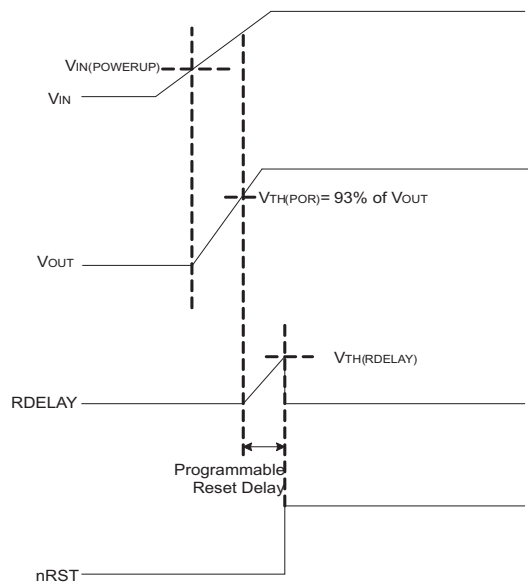 VIN(POWERUP)
VIN
VTH(POR)= 93% of VOUT
VOUT
VTH(RDELAY)
RDELAY
Programmable
Reset Delay
nRST